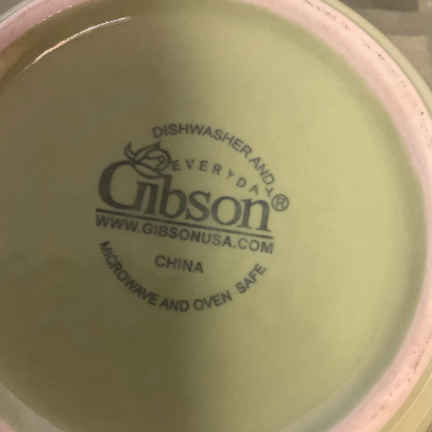 DISHWASHER AND
EVERYDAY
Gibson®
WWW.GIBSONUSA.COM
CHINA
MICROWAVE AND OVEN SAFE